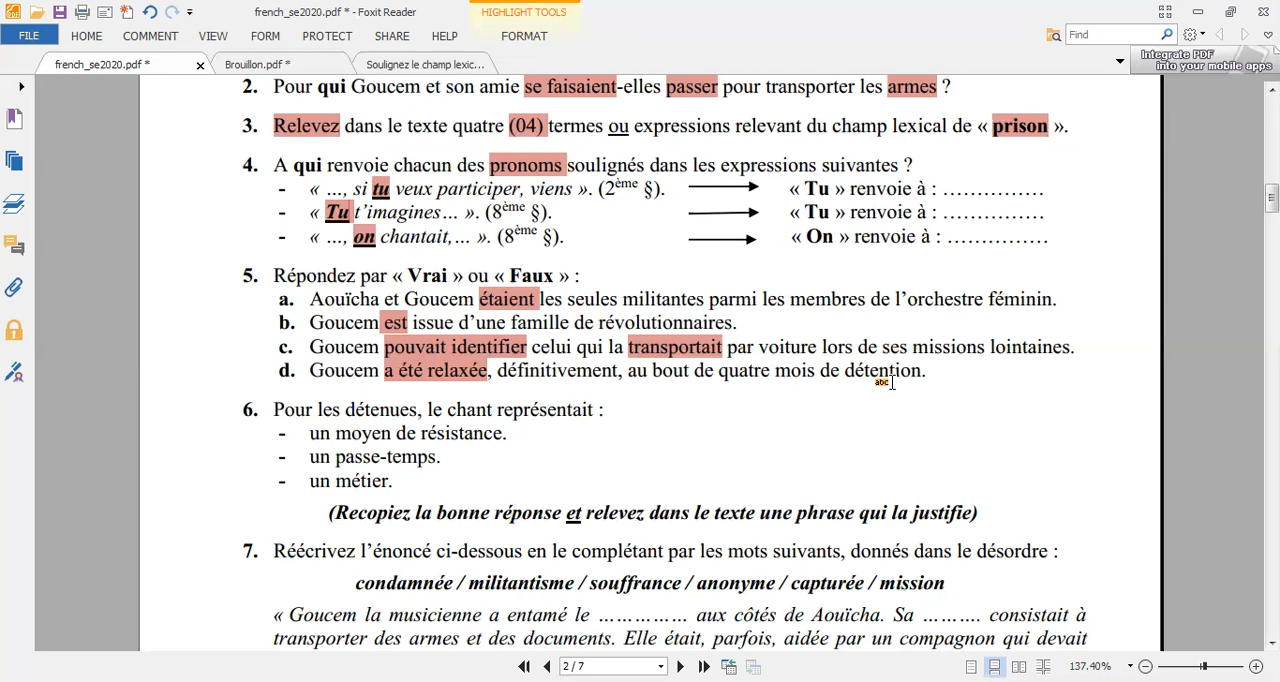 french_se2020.pdf * - Foxit Reader
HIGHLIGHT TOOLS
FILE HOME COMMENT VIEW FORM PROTECT SHARE HELP FORMAT
Find
french_se2020.pdf * Brouillon.pdf * Soulignez le champ lexic...
Integrate PDF
into your mobile apps
2. Pour qui Goucem et son amie se faisaient-elles passer pour transporter les armes ?
3. Relevez dans le texte quatre (04) termes ou expressions relevant du champ lexical de « prison ».
4. A qui renvoie chacun des pronoms soulignés dans les expressions suivantes ?
- « …, si tu veux participer, viens ». (2ème §). « Tu » renvoie à : ……………
- « Tu t’imagines… ». (8ème §). « Tu » renvoie à : ……………
- « …, on chantait,… ». (8ème §). « On » renvoie à : ……………
5. Répondez par « Vrai » ou « Faux » :
a. Aouïcha et Goucem étaient les seules militantes parmi les membres de l’orchestre féminin.
b. Goucem est issue d’une famille de révolutionnaires.
c. Goucem pouvait identifier celui qui la transportait par voiture lors de ses missions lointaines.
d. Goucem a été relaxée, définitivement, au bout de quatre mois de détention.
abc
6. Pour les détenues, le chant représentait :
- un moyen de résistance.
- un passe-temps.
- un métier.
(Recopiez la bonne réponse et relevez dans le texte une phrase qui la justifie)
7. Réécrivez l’énoncé ci-dessous en le complétant par les mots suivants, donnés dans le désordre :
condamnée / militantisme / souffrance / anonyme / capturée / mission
« Goucem la musicienne a entamé le …………… aux côtés de Aouïcha. Sa ………. consistait à
transporter des armes et des documents. Elle était, parfois, aidée par un compagnon qui devait
2 / 7
137.40%